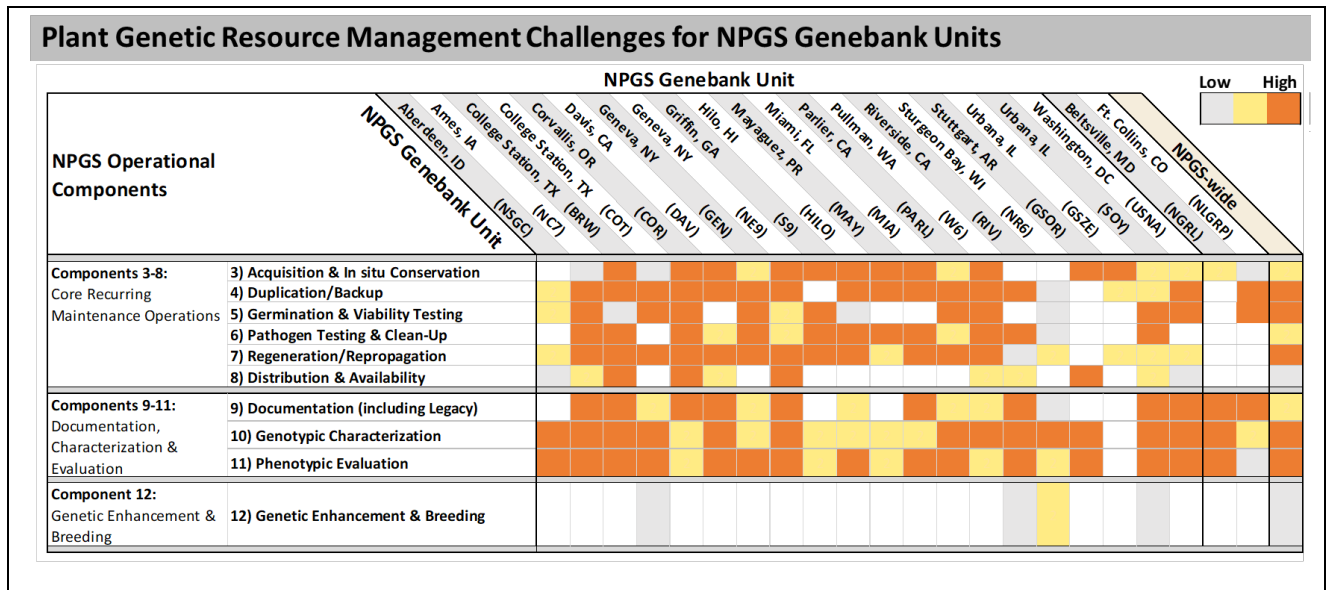 Plant Genetic Resource Management Challenges for NPGS Genebank Units
NPGS Genebank Unit
Low High
NPGS Operational
Components
NPGS Genebank Unit
Aberdeen, ID (NSGC)
Ames, IA (NC7)
College Station, TX (BRW)
College Station, TX (COT)
Corvallis, OR (COR)
Davis, CA (DAV)
Geneva, NY (GEN)
Geneva, NY (NE9)
Griffin, GA (S9)
Hilo, HI (HILO)
Mayaguez, PR (MAY)
Miami, FL (MIA)
Parlier, CA (PARL)
Pullman, WA (W6)
Riverside, CA (RIV)
Sturgeon Bay, WI (NR6)
Stuttgart, AR (GSOR)
Urbana, IL (GSZE)
Urbana, IL (SOY)
Washington, DC (USNA)
Beltsville, MD (NGRL)
Ft. Collins, CO (NLGRP)
NPGS-wide
Components 3-8:
Core Recurring
Maintenance Operations
3) Acquisition & In situ Conservation
4) Duplication/Backup
5) Germination & Viability Testing
6) Pathogen Testing & Clean-Up
7) Regeneration/Repropagation
8) Distribution & Availability
Components 9-11:
Documentation,
Characterization &
Evaluation
9) Documentation (including Legacy)
10) Genotypic Characterization
11) Phenotypic Evaluation
Component 12:
Genetic Enhancement &
Breeding
12) Genetic Enhancement & Breeding